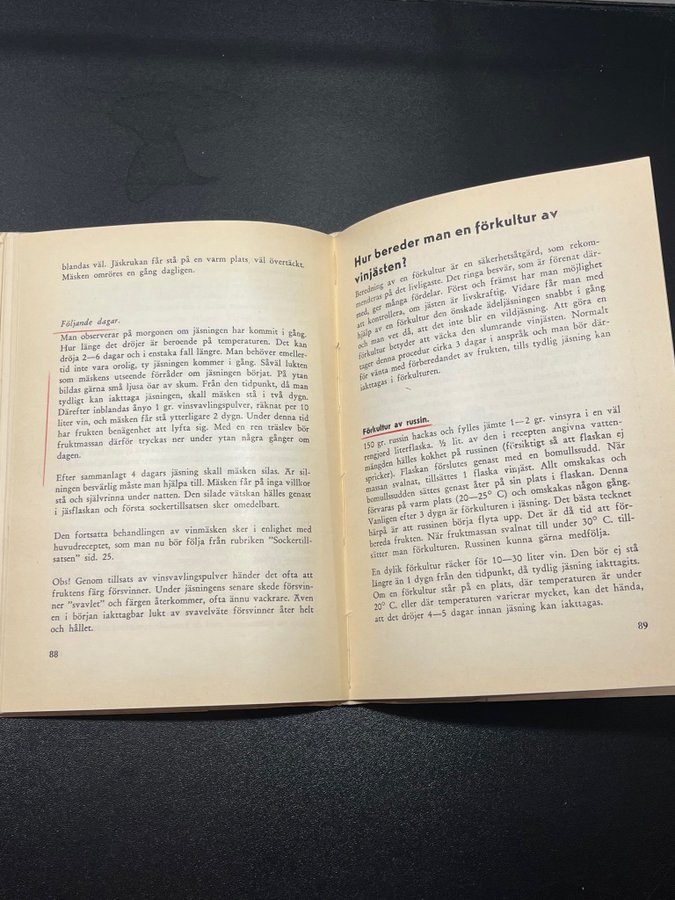 blandas väl. Jäskrukan får stå på en varm plats, väl övertäckt.
Mäsken omröres en gång dagligen.
Följande dagar.
Man observerar på morgonen om jäsningen har kommit i gång.
Hur länge det dröjer är beroende på temperaturen. Det kan
dröja 2—6 dagar och i enstaka fall längre. Man behöver emeller-
tid inte vara orolig, ty jäsningen kommer i gång. Såväl lukten
som mäskens utseende förråder om jäsningen börjat. På ytan
bildas gärna små ljusa öar av skum. Från den tidpunkt, då man
tydligt kan iakttaga jäsningen, skall mäsken stå i två dygn.
Därefter inblandas ånyo 1 gr. vinsvavlingspulver, räknat per 10
liter vin, och mäsken får stå ytterligare 2 dygn. Under denna tid
har frukten benägenhet att lyfta sig. Med en ren träslev bör
fruktmassan därför tryckas ner under ytan några gånger om
dagen.
Efter sammanlagt 4 dagars jäsning skall mäsken silas. Är sil-
ningen besvärlig måste man hjälpa till. Mäsken får på inga villkor
stå och självrinna under natten. Den silade vätskan hälles genast
i jäsflaskan och första sockertillsatsen sker omedelbart.
Den fortsatta behandlingen av vinmäsken sker i enlighet med
huvudreceptet, som man nu bör följa från rubriken "Sockertill-
satsen" sid. 25.
Obs! Genom tillsats av vinsvavlingspulver händer det ofta att
fruktens färg försvinner. Under jäsningens senare skede försvin-
ner "svavlet" och färgen återkommer, ofta ännu vackrare. Även
en i början iakttagbar lukt av svavelväte försvinner åter helt
och hållet.
88
Hur bereder man en förkultur av
vinjästen?
Beredning av en förkultur är en säkerhetsåtgärd, som rekom-
menderas på det livligaste. Det ringa besvär, som är förenat där-
med, ger många fördelar. Först och främst har man möjlighet
att kontrollera, om jästen är livskraftig. Vidare får man med
hjälp av en förkultur den önskade ädeljäsningen snabbt i gång
och man vet då, att det inte blir en vildjäsning. Att göra en
förkultur betyder att väcka den slumrande vinjästen. Normalt
tager denna procedur cirka 3 dagar i anspråk och man bör där-
för vänta med förberedandet av frukten, tills tydlig jäsning kan
iakttagas i förkulturen.
Förkultur av russin.
150 gr. russin hackas och fylles jämte 1—2 gr. vinsyra i en väl
rengjord literflaska. ½ lit. av den i recepten angivna vatten-
mängden hälles kokhet på russinen (försiktigt så att flaskan ej
spricker). Flaskan förslutes genast med en bomullssudd. När
massan svalnat, tillsättes 1 flaska vinjäst. Allt omskakas och
bomullssudden sättes genast åter på sin plats i flaskan. Denna
förvaras på varm plats (20—25° C) och omskakas någon gång.
Vanligen efter 3 dygn är förkulturen i jäsning. Det bästa tecknet
härpå är att russinen börja flyta upp. Det är då tid att för-
bereda frukten. När fruktmassan svalnat till under 30° C. till-
sätter man förkulturen. Russinen kunna gärna medfölja.
En dylik förkultur räcker för 10—30 liter vin. Den bör ej stå
längre än 1 dygn från den tidpunkt, då tydlig jäsning iakttagits.
Om en förkultur står på en plats, där temperaturen är under
20° C. eller där temperaturen varierar mycket, kan det hända,
att det dröjer 4—5 dagar innan jäsning kan iakttagas.
89